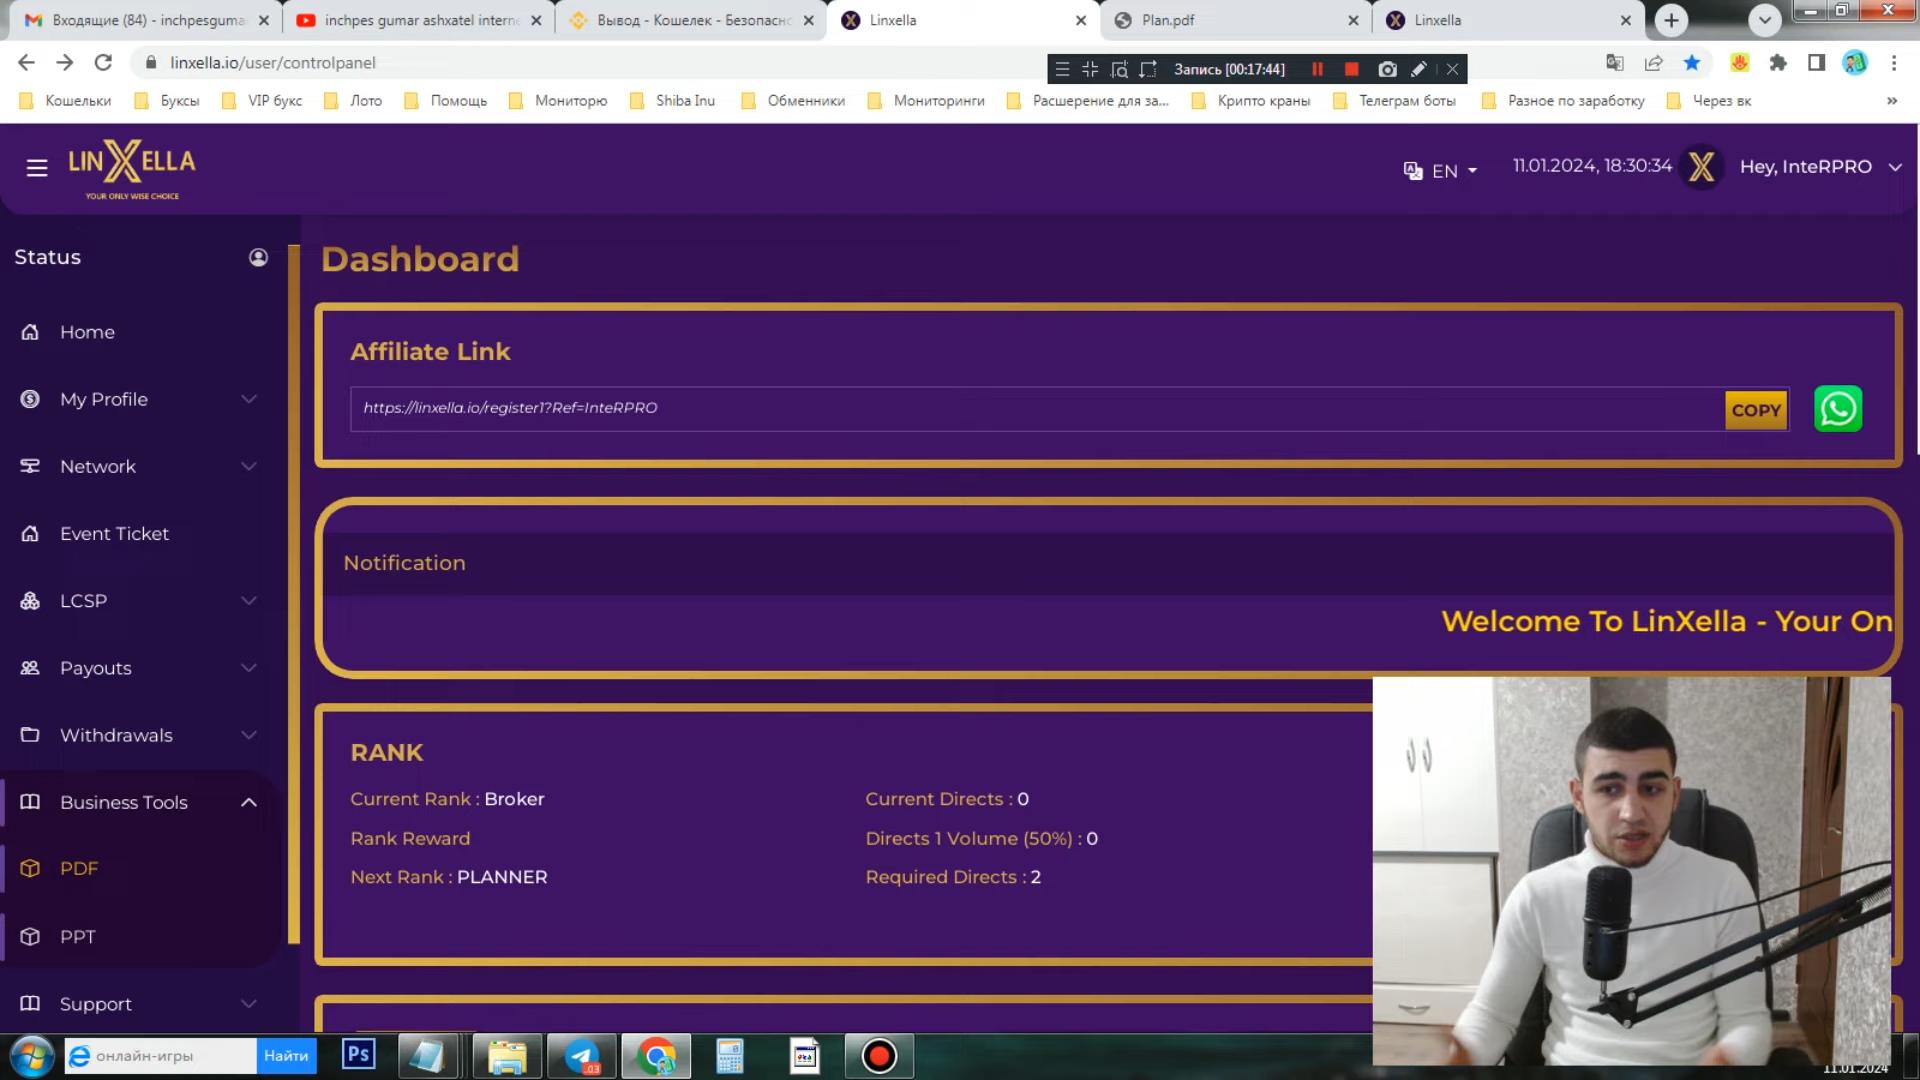 Входящие (84) - inchpesguma
inchpes gumar ashxatel interne
Вывод - Кошелек - Безопасно
Linxella
Plan.pdf
Linxella
linxella.io/user/controlpanel
Запись [00:17:44]
Кошельки
Буксы
VIP букс
Лото
Помощь
Мониторю
Shiba Inu
Обменники
Мониторинги
Расшерение для за...
Крипто краны
Телеграм боты
Разное по заработку
Через вк
LINXELLA
YOUR ONLY WISE CHOICE
EN
11.01.2024, 18:30:34
Hey, InteRPRO
Status
Home
My Profile
Network
Event Ticket
LCSP
Payouts
Withdrawals
Business Tools
PDF
PPT
Support
Dashboard
Affiliate Link
https://linxella.io/register1?Ref=InteRPRO
COPY
Notification
Welcome To LinXella - Your On
RANK
Current Rank : Broker
Current Directs : 0
Rank Reward
Directs 1 Volume (50%) : 0
Next Rank : PLANNER
Required Directs : 2
онлайн-игры
Найти
Ps
03
11.01.2024